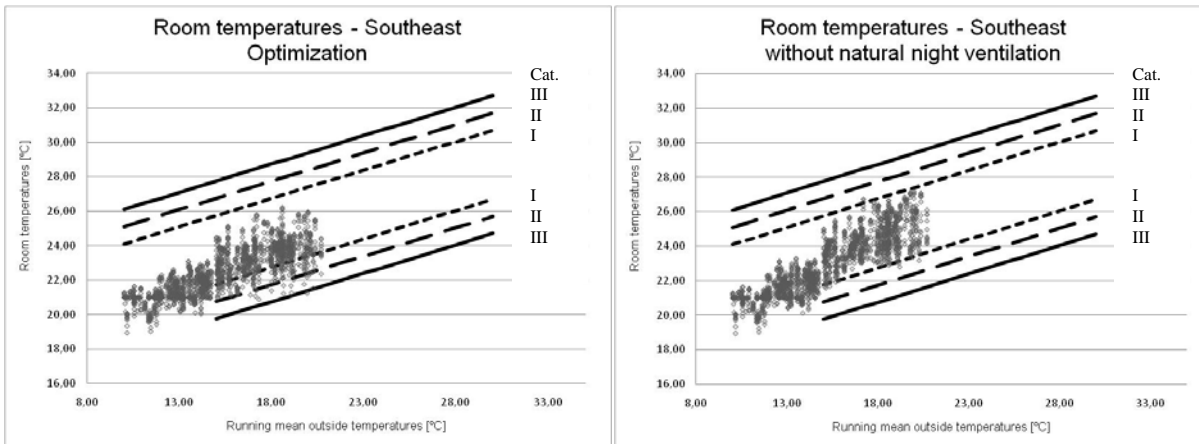 Room temperatures - Southeast
Optimization
34,00
32,00
30,00
28,00
26,00
24,00
22,00
20,00
18,00
16,00
Room temperatures [ºC]
8,00 13,00 18,00 23,00 28,00 33,00
Running mean outside temperatures [ºC]
Cat.
III
II
I
I
II
III
Room temperatures - Southeast
without natural night ventilation
34,00
32,00
30,00
28,00
26,00
24,00
22,00
20,00
18,00
16,00
Room temperatures [ºC]
8,00 13,00 18,00 23,00 28,00 33,00
Running mean outside temperatures [ºC]
Cat.
III
II
I
I
II
III